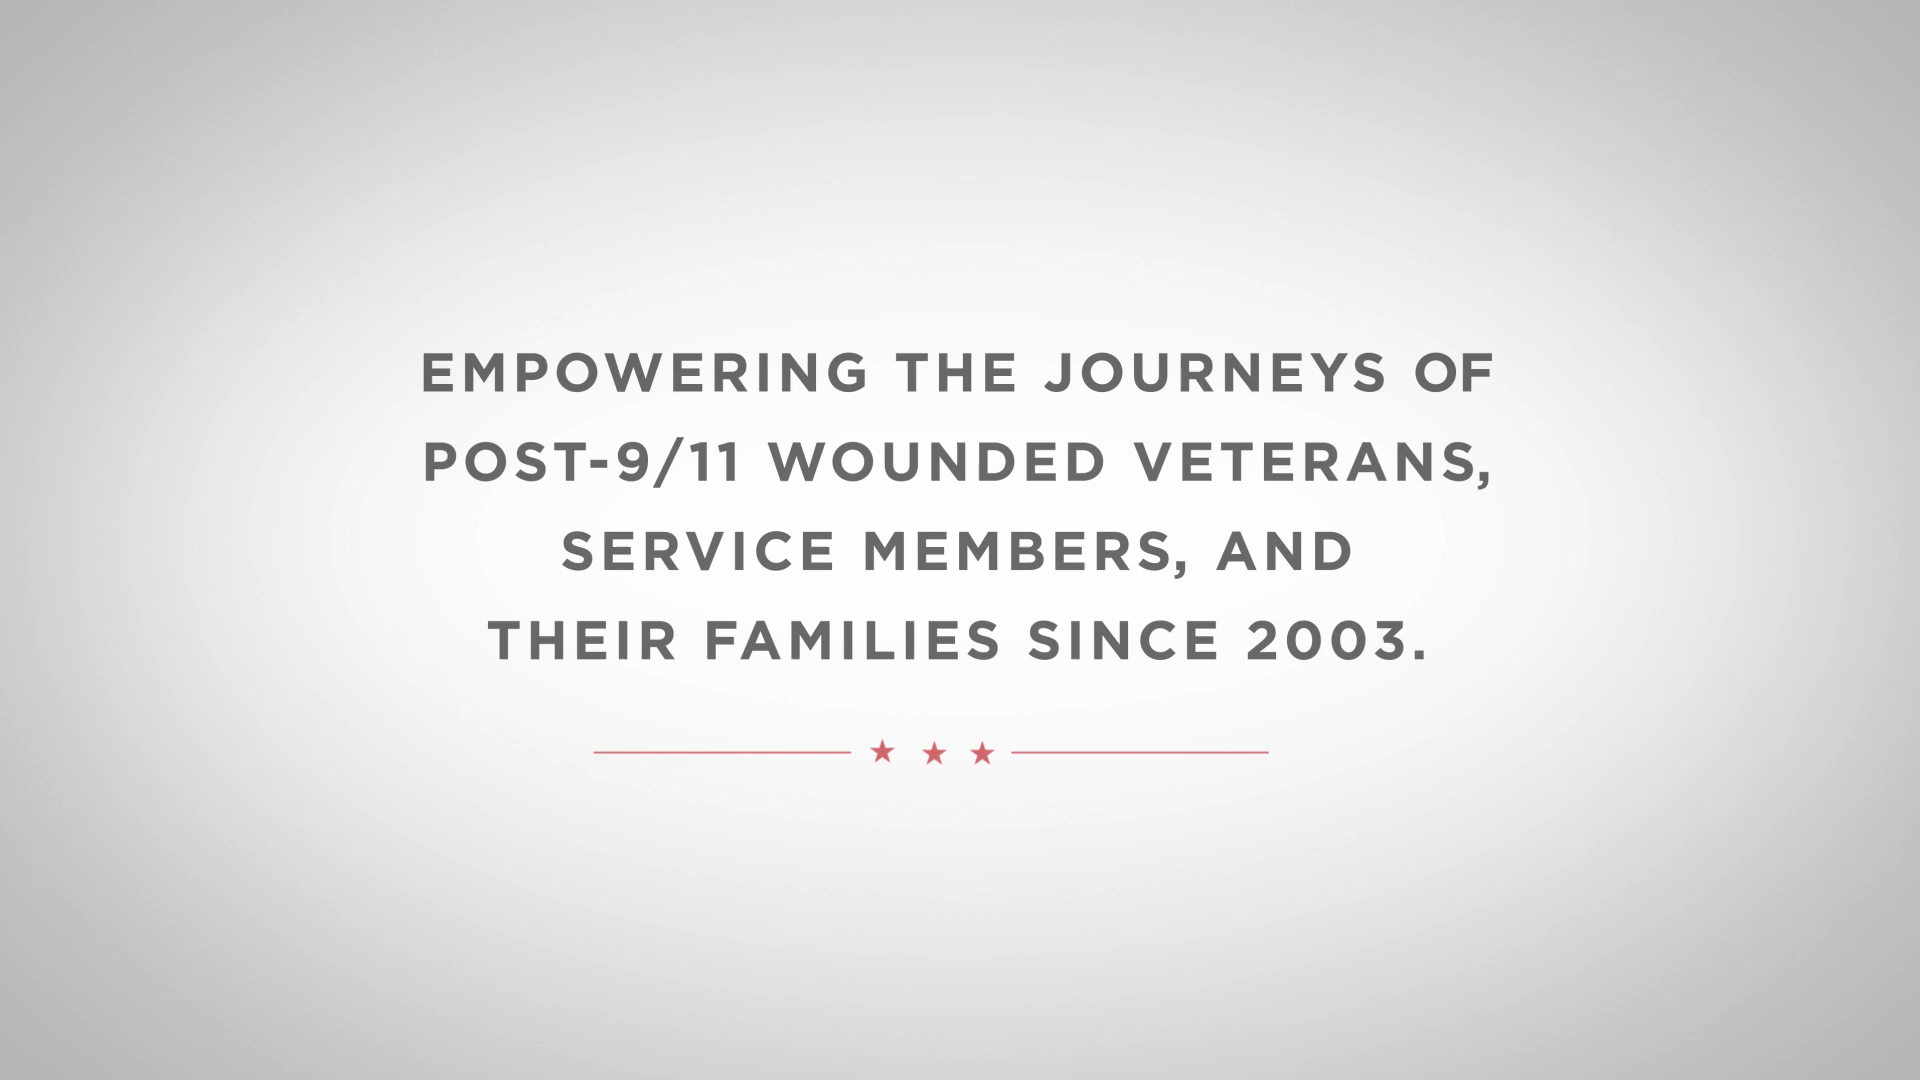 EMPOWERING THE JOURNEYS OF
POST-9/11 WOUNDED VETERANS,
SERVICE MEMBERS, AND
THEIR FAMILIES SINCE 2003.